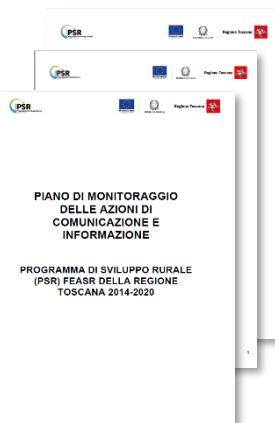 PSR
Regione Toscana
PSR
Regione Toscana
PSR
Regione Toscana
PIANO DI MONITORAGGIO
DELLE AZIONI DI
COMUNICAZIONE E
INFORMAZIONE
PROGRAMMA DI SVILUPPO RURALE
(PSR) FEASR DELLA REGIONE
TOSCANA 2014-2020
1